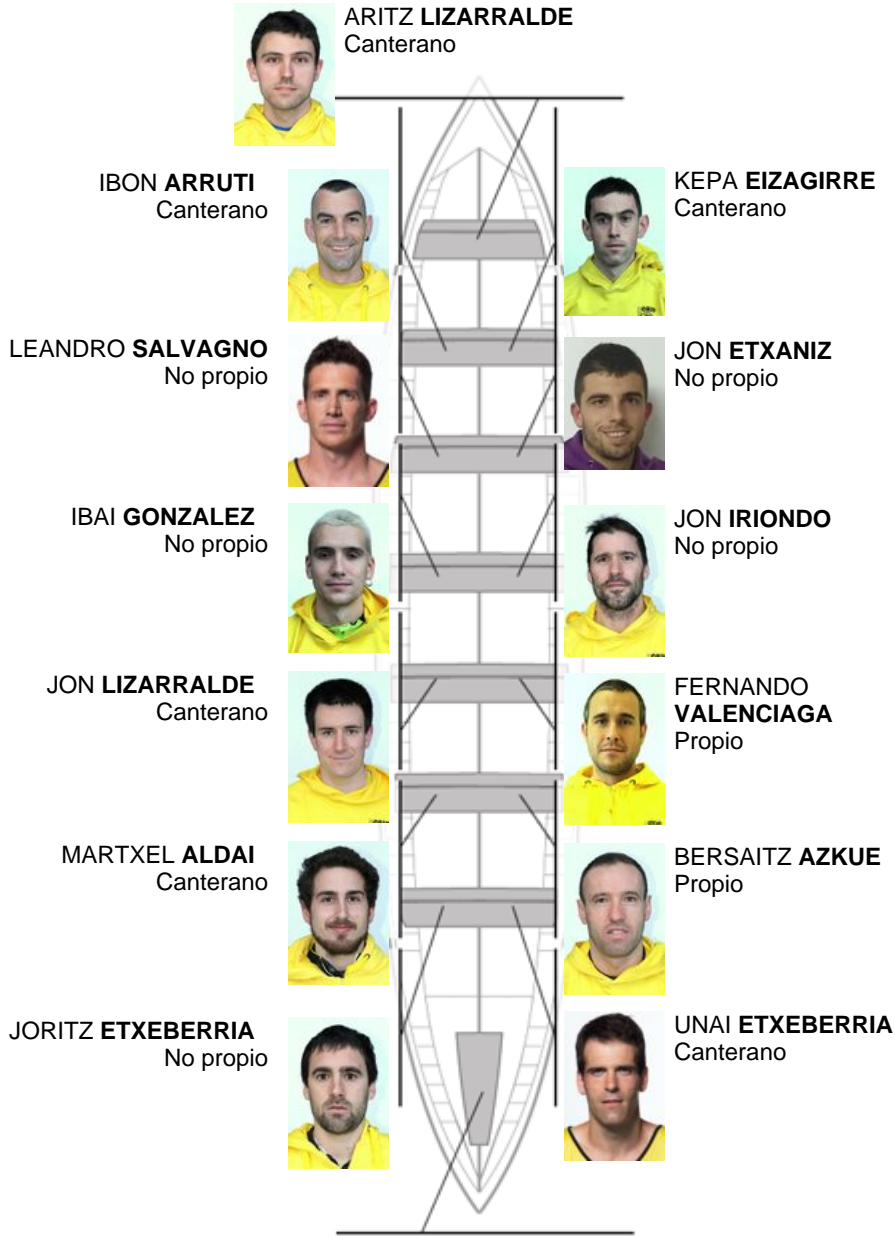 ARITZ LIZARRALDE
Canterano
IBON ARRUTI
Canterano
KEPA EIZAGIRRE
Canterano
LEANDRO SALVAGNO
No propio
JON ETXANIZ
No propio
IBAI GONZALEZ
No propio
JON IRIONDO
No propio
JON LIZARRALDE
Canterano
FERNANDO
VALENCIAGA
Propio
MARTXEL ALDAI
Canterano
BERSAITZ AZKUE
Propio
JORITZ ETXEBERRIA
No propio
UNAI ETXEBERRIA
Canterano